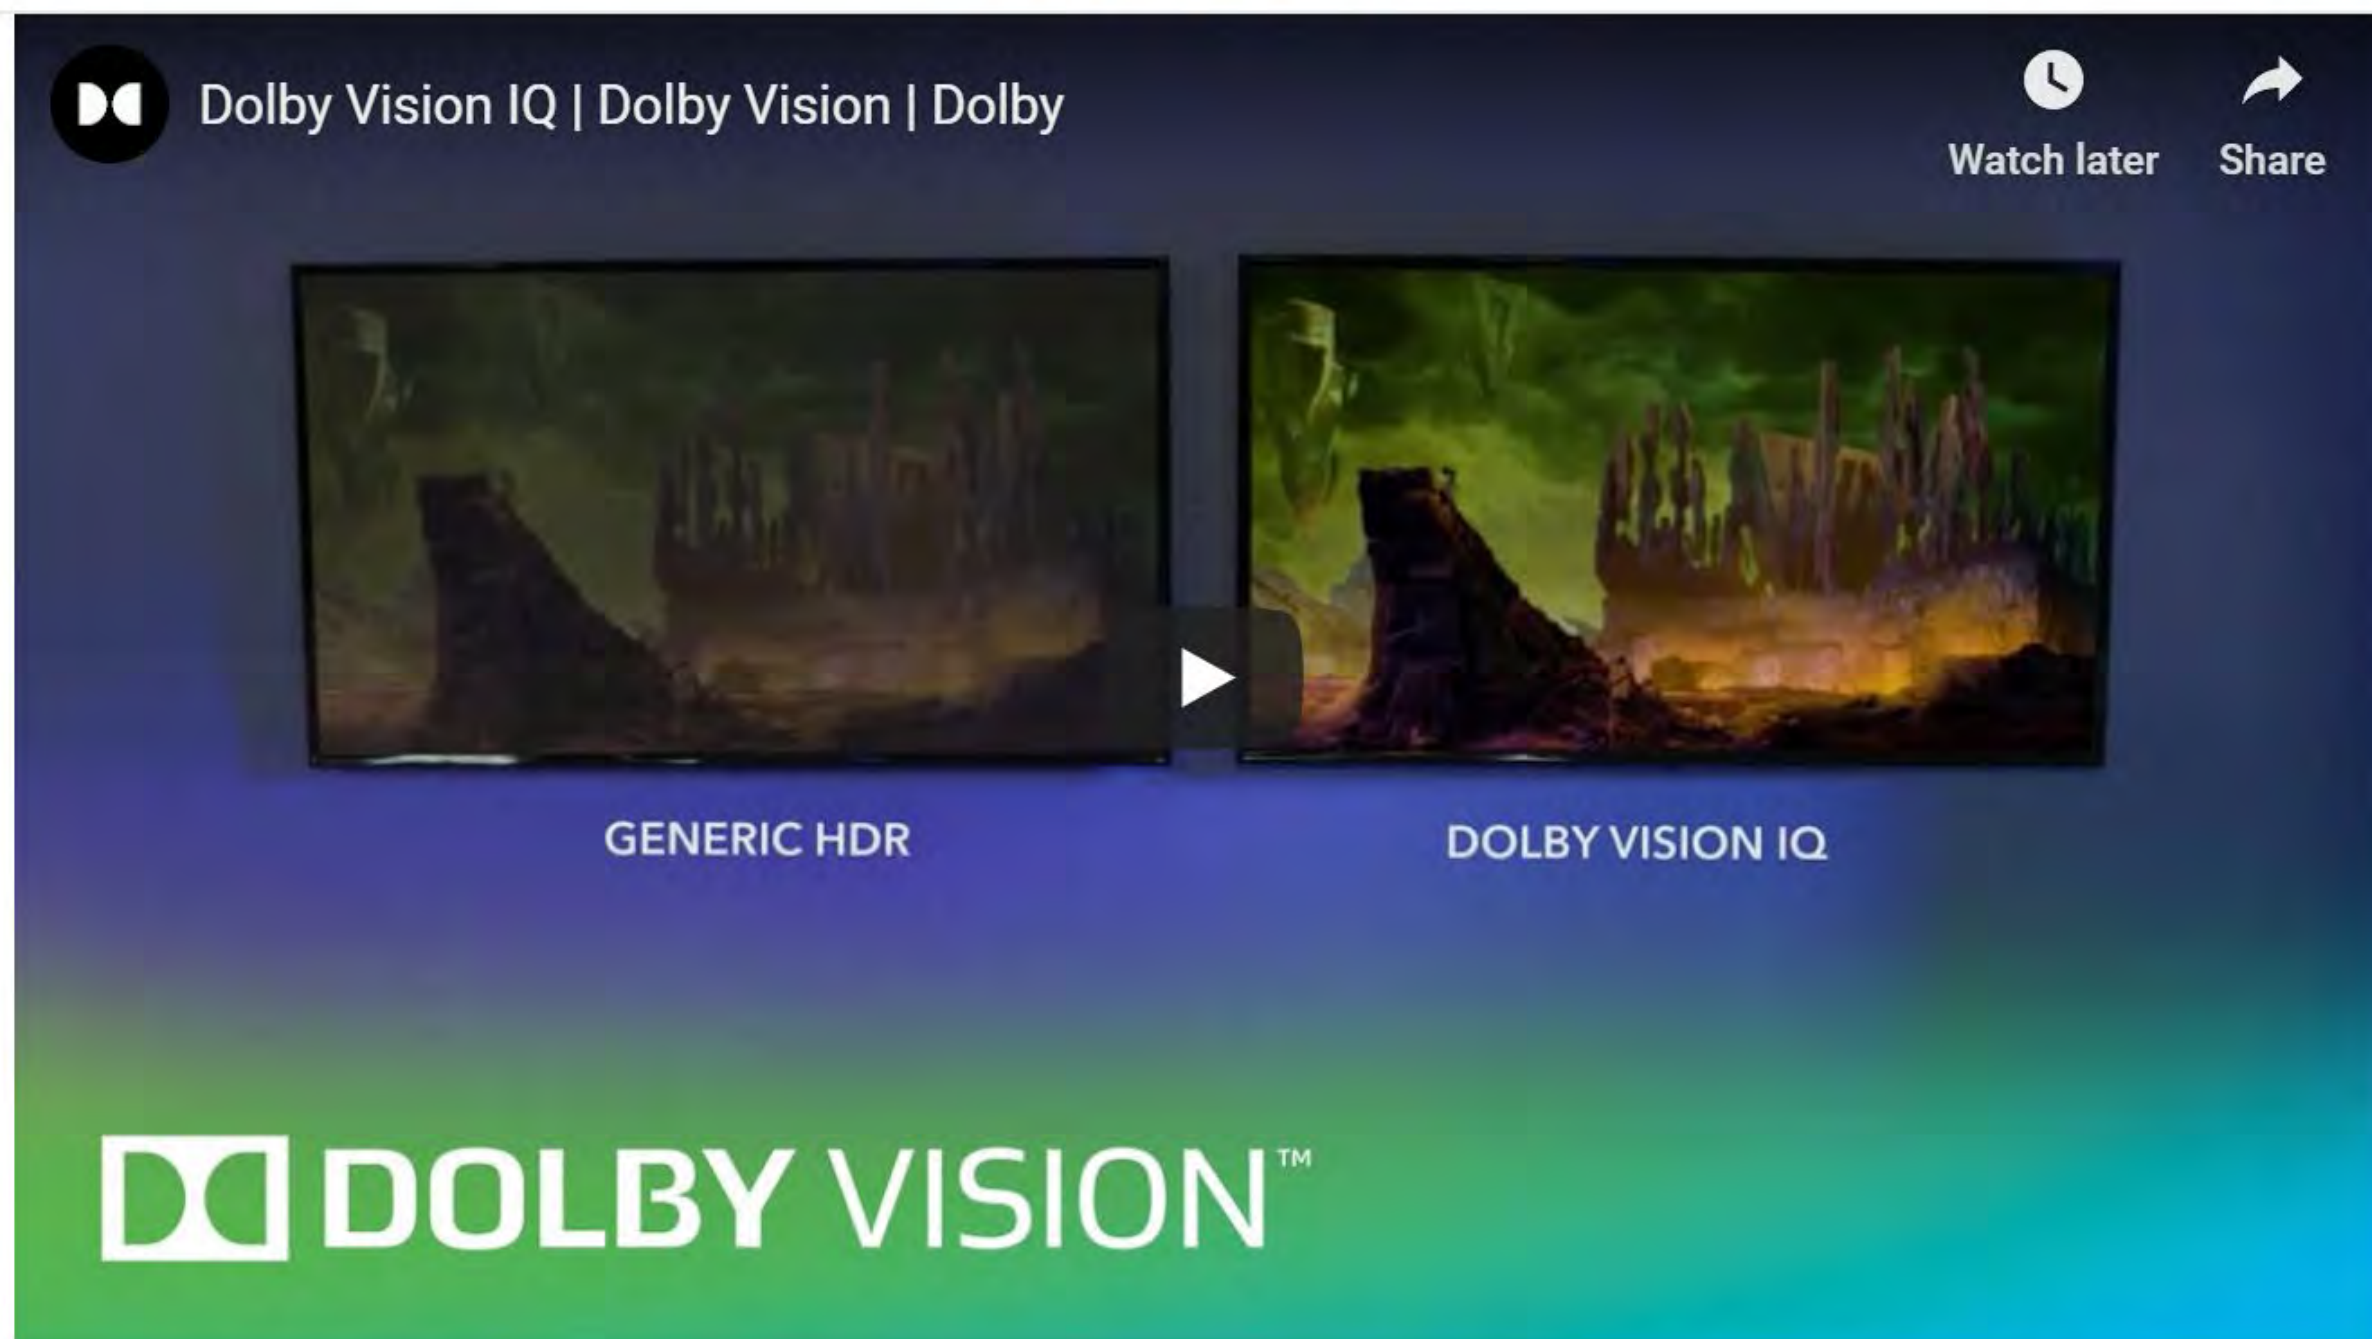 Dolby Vision IQ | Dolby Vision | Dolby
Watch later
Share
GENERIC HDR
DOLBY VISION IQ
DOLBY VISION™